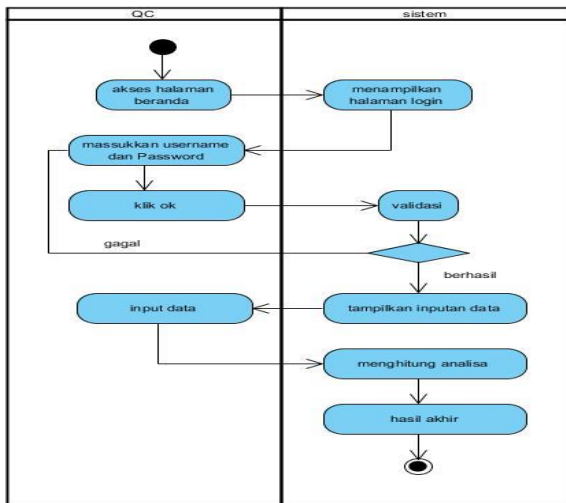 QC
sistem
akses halaman
beranda
menampilkan
halaman login
massukkan username
dan Password
klik ok
validasi
gagal
berhasil
input data
tampilkan inputan data
menghitung analisa
hasil akhir